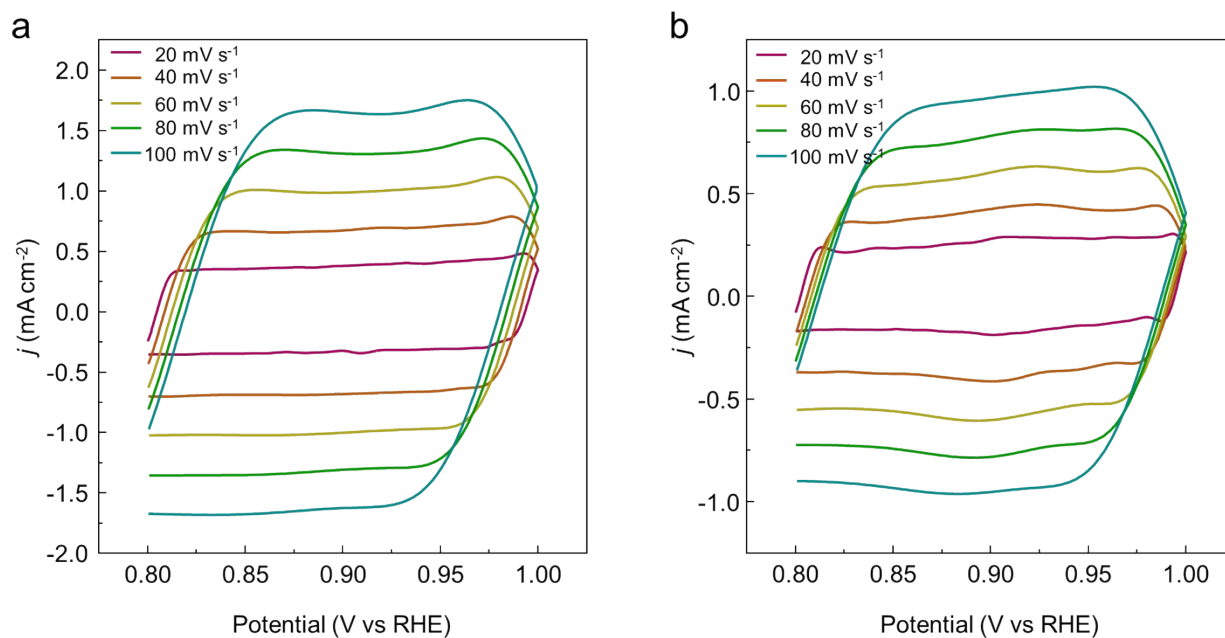 a
20 mV s⁻¹
40 mV s⁻¹
60 mV s⁻¹
80 mV s⁻¹
100 mV s⁻¹
2.0
1.5
1.0
0.5
0.0
-0.5
-1.0
-1.5
-2.0
j (mA cm⁻²)
0.80 0.85 0.90 0.95 1.00
Potential (V vs RHE)
b
20 mV s⁻¹
40 mV s⁻¹
60 mV s⁻¹
80 mV s⁻¹
100 mV s⁻¹
1.0
0.5
0.0
-0.5
-1.0
j (mA cm⁻²)
0.80 0.85 0.90 0.95 1.00
Potential (V vs RHE)